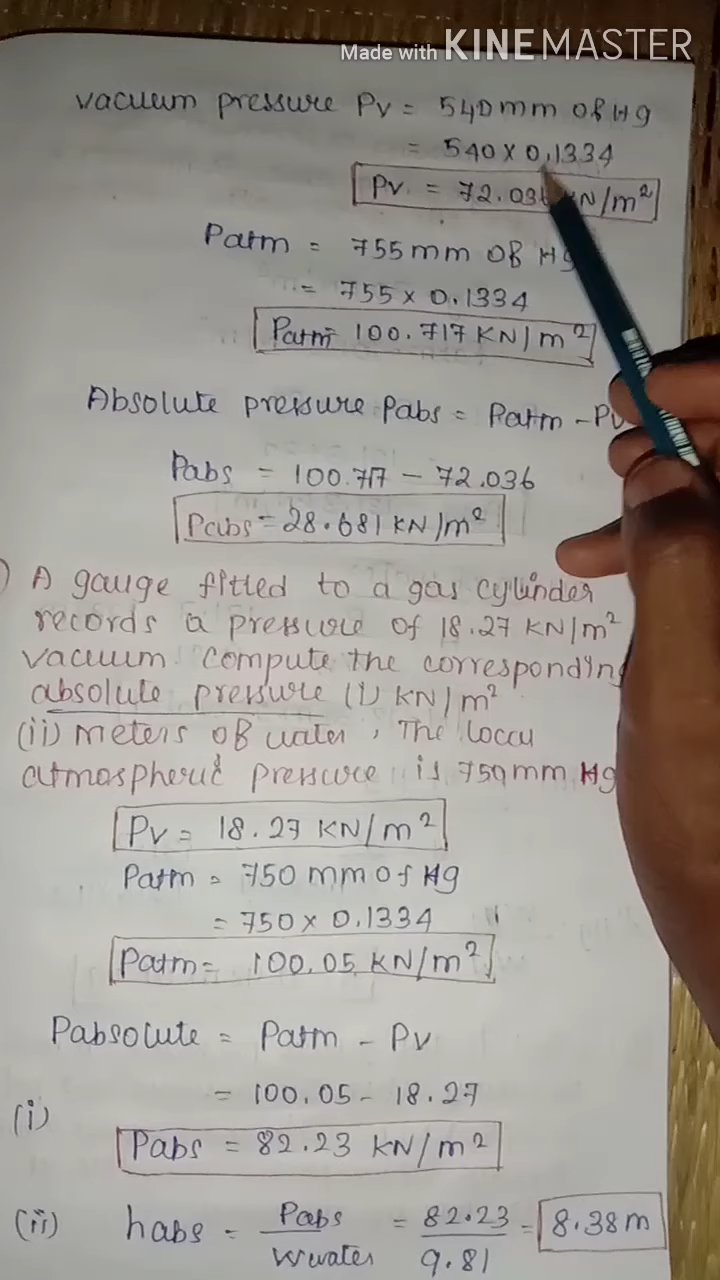 Made with KINEMASTER
vacuum pressure Pv = 540 mm of Hg
= 540 x 0.1334
Pv = 72.036 KN/m²
Patm = 755 mm of Hg
= 755 x 0.1334
Patm = 100.717 KN/m²
Absolute pressure Pabs = Patm - Pv
Pabs = 100.717 - 72.036
Pabs = 28.681 KN/m²
) A gauge fitted to a gas cylinder
records a pressure of 18.27 KN/m²
vacuum. Compute the corresponding
absolute pressure (i) KN/m²
(ii) meters of water, The
atmospheric pressure is 750mm Hg
Pv = 18.27 KN/m²
Patm = 750 mm of Hg
= 750 x 0.1334
Patm = 100.05 KN/m²
Pabsolute = Patm - Pv
= 100.05 - 18.27
(i)
Pabs = 82.23 KN/m²
(ii) habs = Pabs/Wwater = 82.23/9.81 = 8.38m